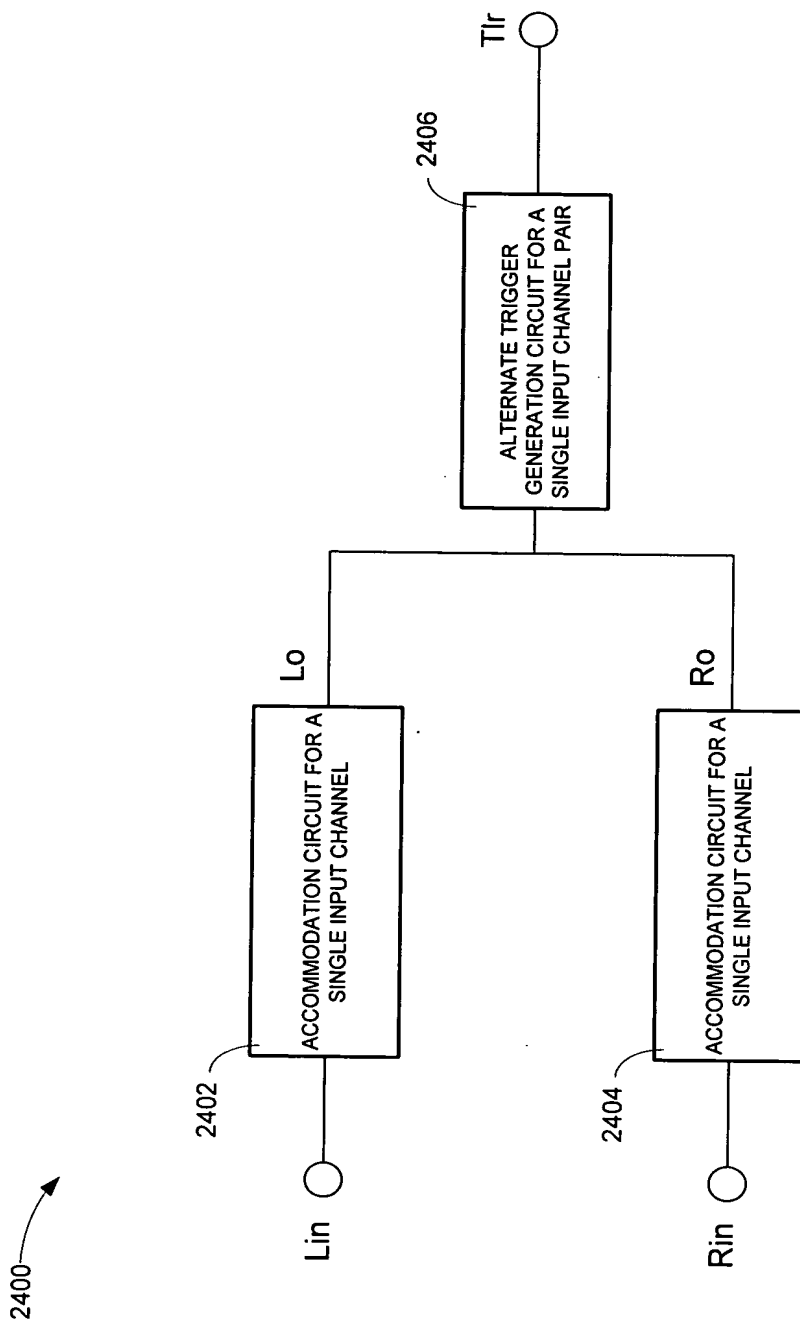 2400
Lin
2402
ACCOMMODATION CIRCUIT FOR A
SINGLE INPUT CHANNEL
Lo
Rin
2404
ACCOMMODATION CIRCUIT FOR A
SINGLE INPUT CHANNEL
Ro
2406
ALTERNATE TRIGGER
GENERATION CIRCUIT FOR A
SINGLE INPUT CHANNEL PAIR
Tlr